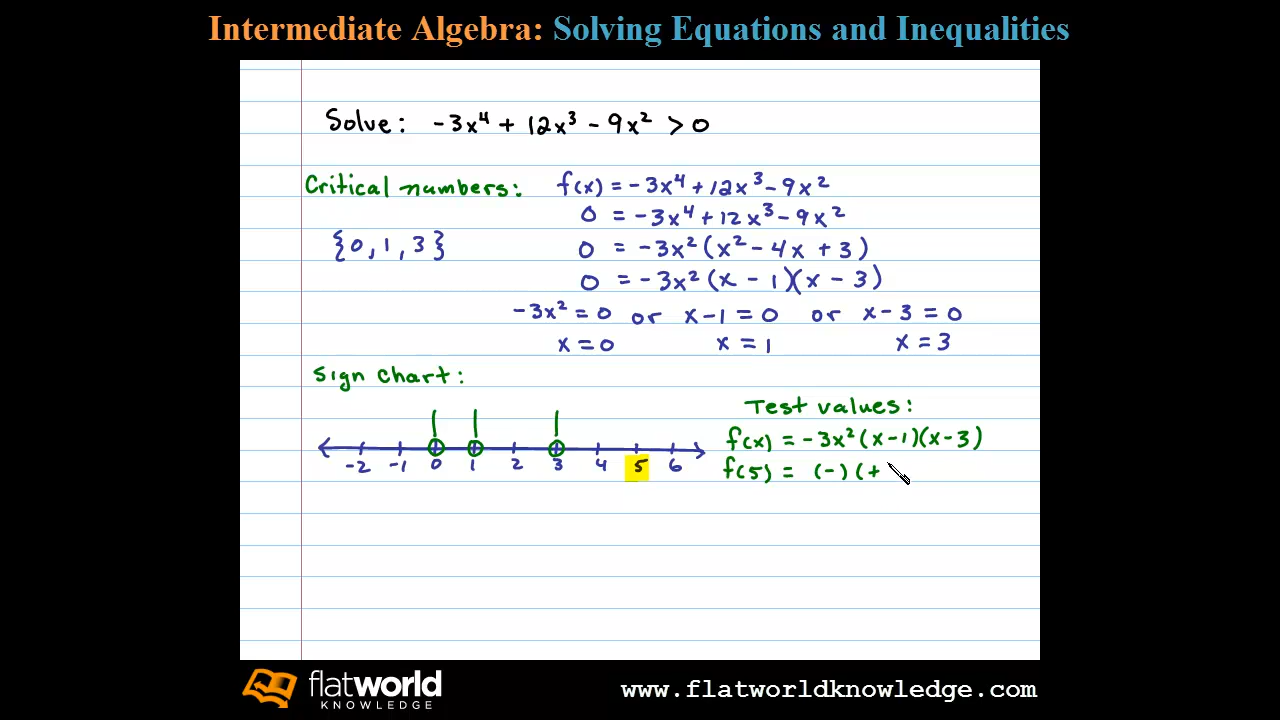 Intermediate Algebra: Solving Equations and Inequalities
Solve: -3x⁴ + 12x³ - 9x² > 0
Critical numbers: f(x) = -3x⁴ + 12x³ - 9x²
0 = -3x⁴ + 12x³ - 9x²
{0, 1, 3} 0 = -3x² (x² - 4x + 3)
0 = -3x² (x - 1)(x - 3)
-3x² = 0 or x - 1 = 0 or x - 3 = 0
x = 0 x = 1 x = 3
Sign chart:
Test values:
f(x) = -3x² (x-1)(x-3)
-2 -1 0 1 2 3 4 5 6 f(5) = (-) (+
flatworld
KNOWLEDGE
www.flatworldknowledge.com